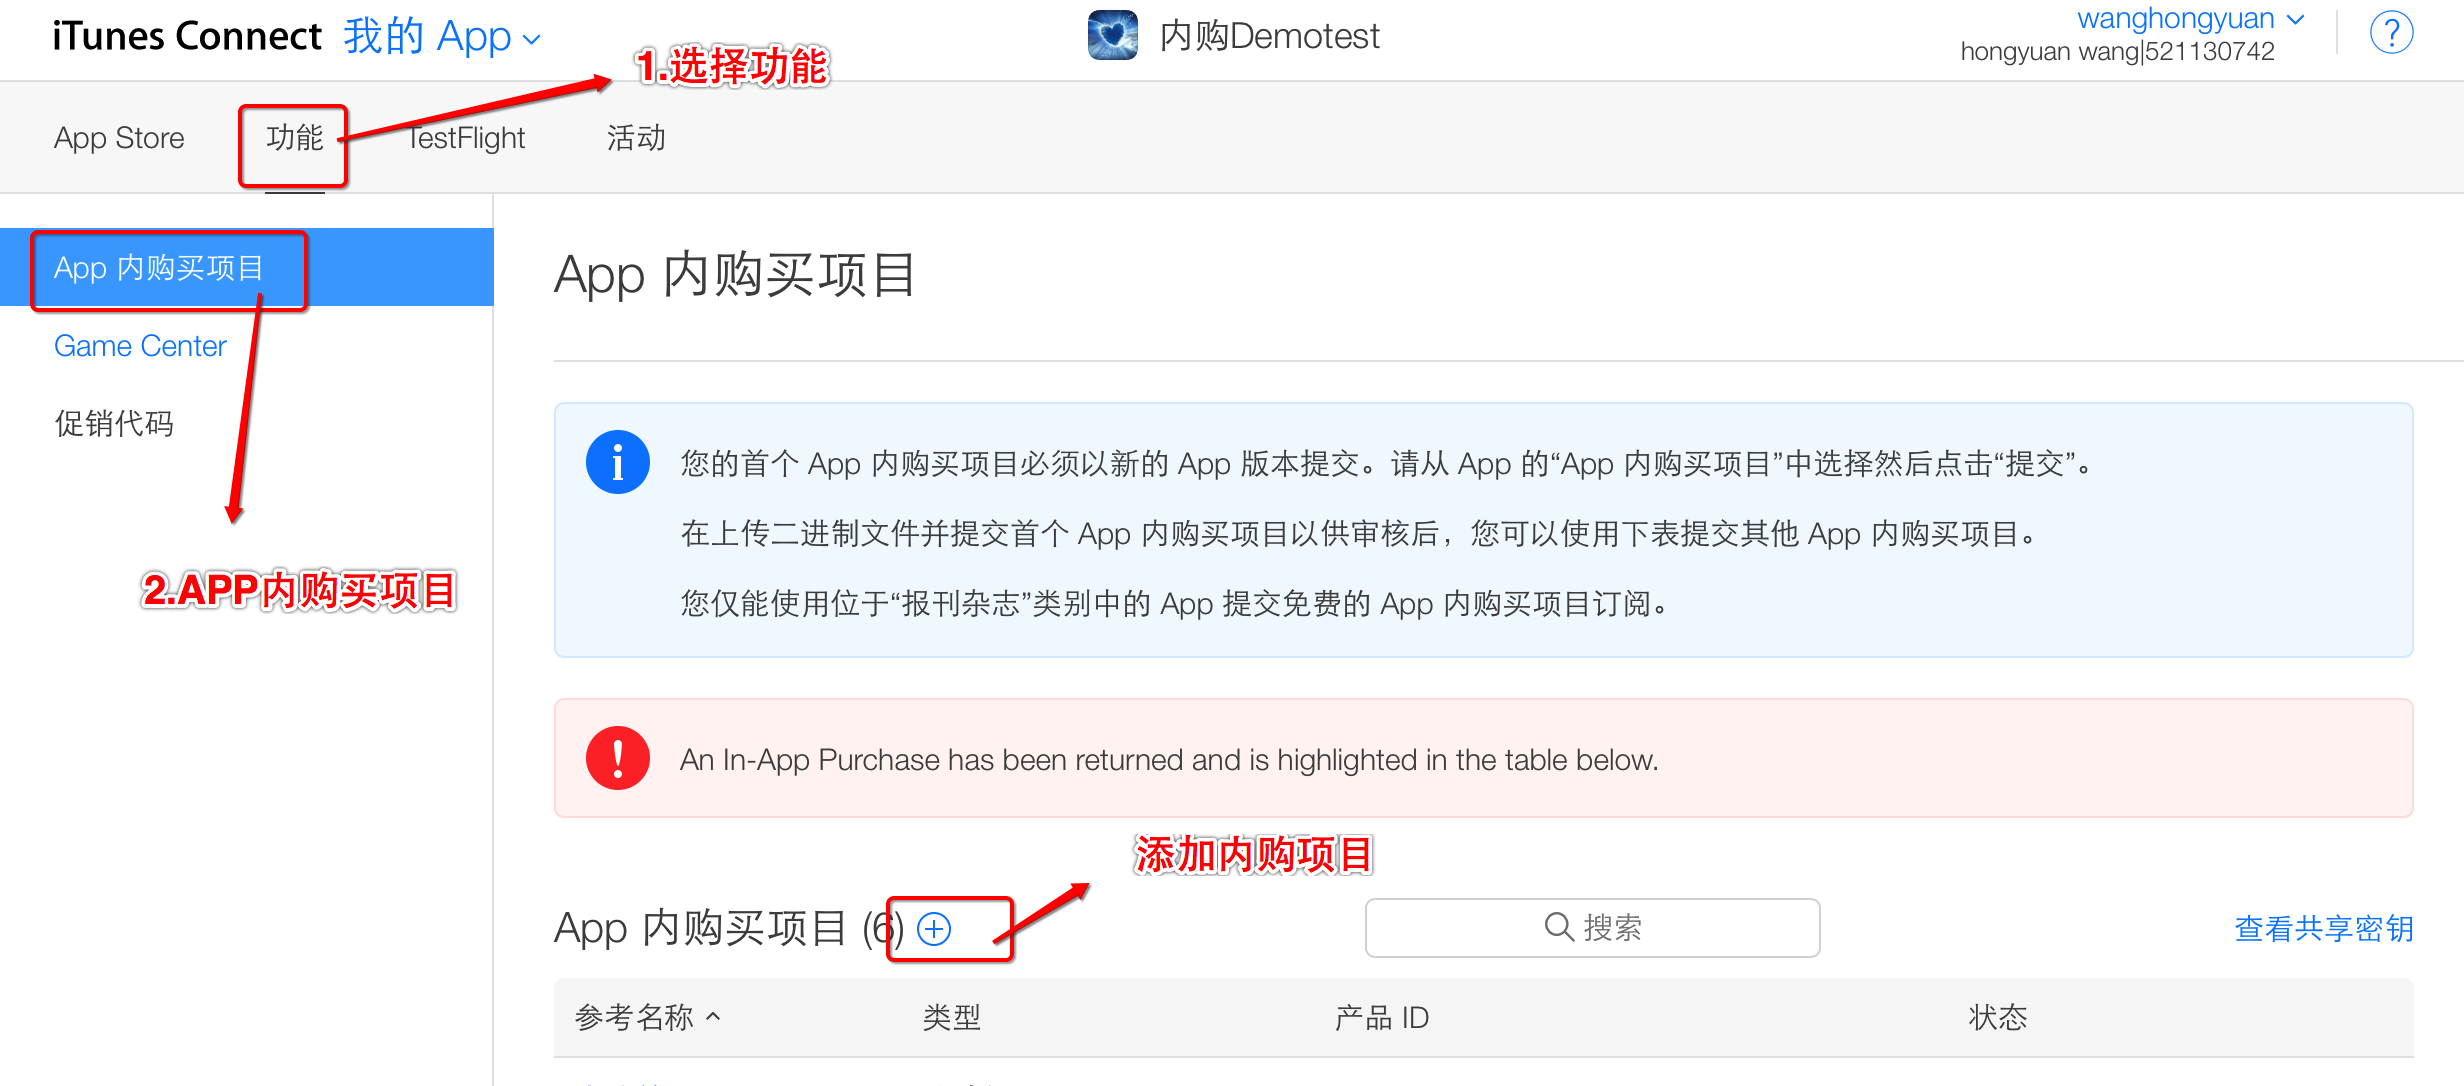 iTunes Connect 我的 App
内购Demotest
wanghongyuan
hongyuan wang|521130742
?
1.选择功能
App Store 功能 TestFlight 活动
App 内购买项目
Game Center
促销代码
2.APP内购买项目
App 内购买项目
您的首个 App 内购买项目必须以新的 App 版本提交。请从 App 的“App 内购买项目”中选择然后点击“提交”。
在上传二进制文件并提交首个 App 内购买项目以供审核后，您可以使用下表提交其他 App 内购买项目。
您仅能使用位于“报刊杂志”类别中的 App 提交免费的 App 内购买项目订阅。
An In-App Purchase has been returned and is highlighted in the table below.
添加内购项目
App 内购买项目 (6)
搜索
查看共享密钥
参考名称 类型 产品 ID 状态